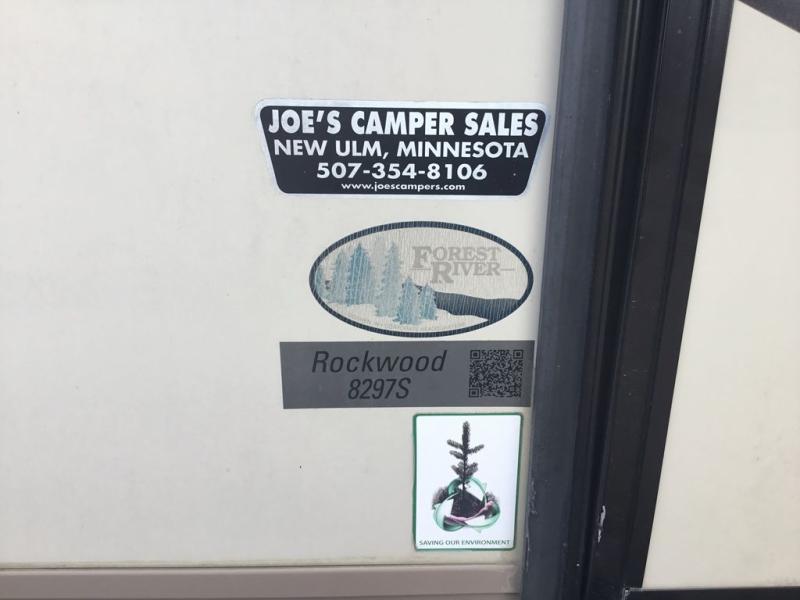 JOE'S CAMPER SALES
NEW ULM, MINNESOTA
507-354-8106
www.joescampers.com
FOREST
RIVER
Rockwood
8297S
SAVING OUR ENVIRONMENT